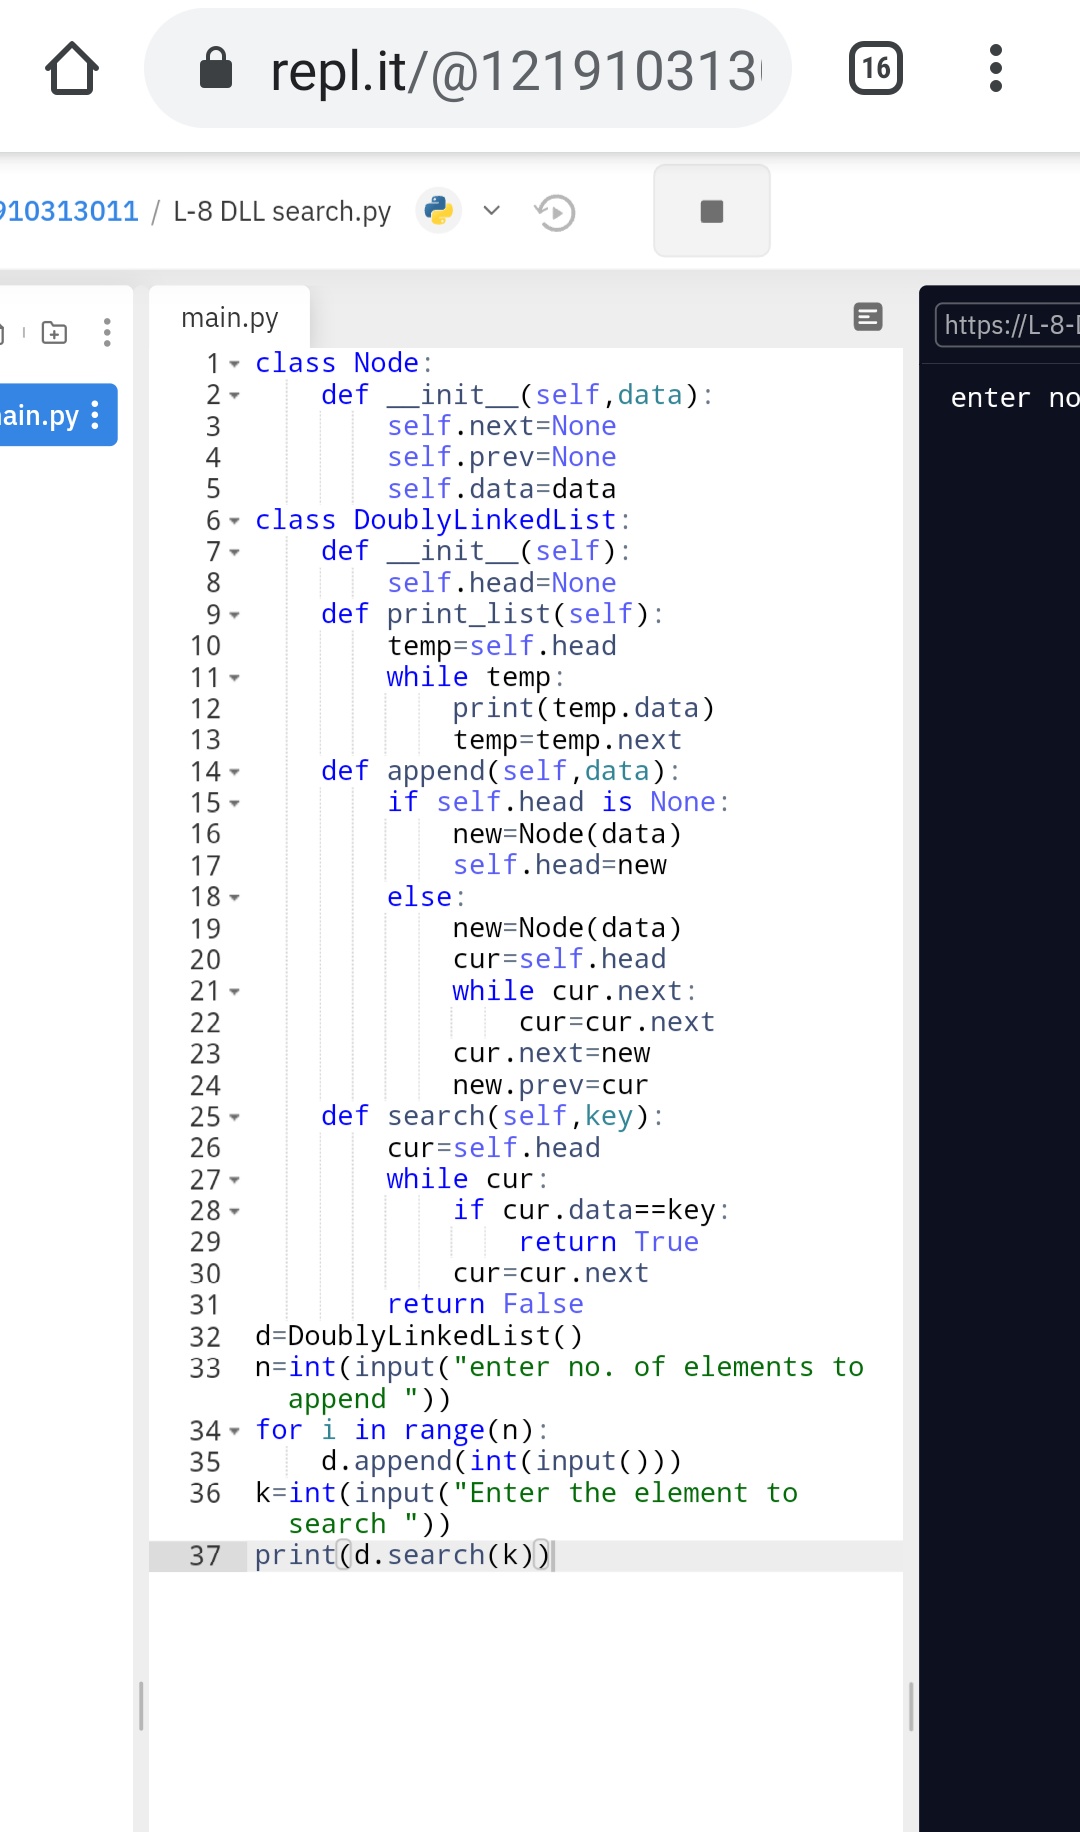 repl.it/@121910313
16
910313011 / L-8 DLL search.py
main.py
https://L-8-
ain.py
enter no
1 class Node:
2     def __init__(self,data):
3         self.next=None
4         self.prev=None
5         self.data=data
6 class DoublyLinkedList:
7     def __init__(self):
8         self.head=None
9     def print_list(self):
10         temp=self.head
11         while temp:
12             print(temp.data)
13             temp=temp.next
14     def append(self,data):
15         if self.head is None:
16             new=Node(data)
17             self.head=new
18         else:
19             new=Node(data)
20             cur=self.head
21             while cur.next:
22                 cur=cur.next
23             cur.next=new
24             new.prev=cur
25     def search(self,key):
26         cur=self.head
27         while cur:
28             if cur.data==key:
29                 return True
30             cur=cur.next
31         return False
32 d=DoublyLinkedList()
33 n=int(input("enter no. of elements to
append "))
34 for i in range(n):
35     d.append(int(input()))
36 k=int(input("Enter the element to
search "))
37 print(d.search(k))